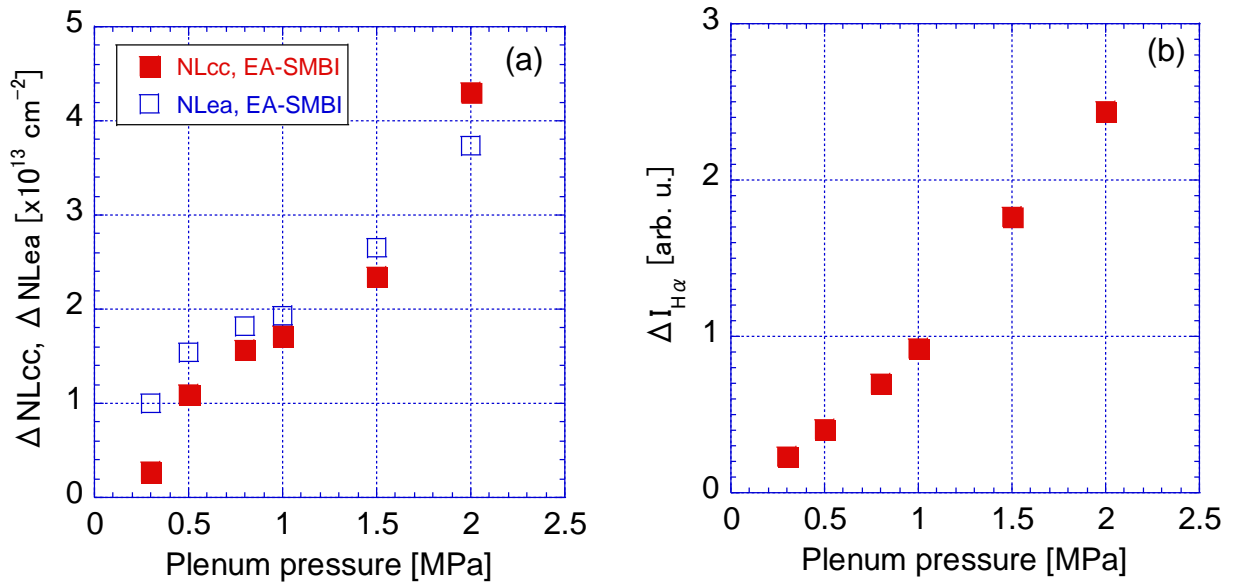 (a)
NLcc, EA-SMBI
NLea, EA-SMBI
ΔNLcc, ΔNLea [x10¹³ cm⁻²]
5
4
3
2
1
0
0 0.5 1 1.5 2 2.5
Plenum pressure [MPa]
(b)
ΔI_Hα [arb. u.]
3
2
1
0
0 0.5 1 1.5 2 2.5
Plenum pressure [MPa]